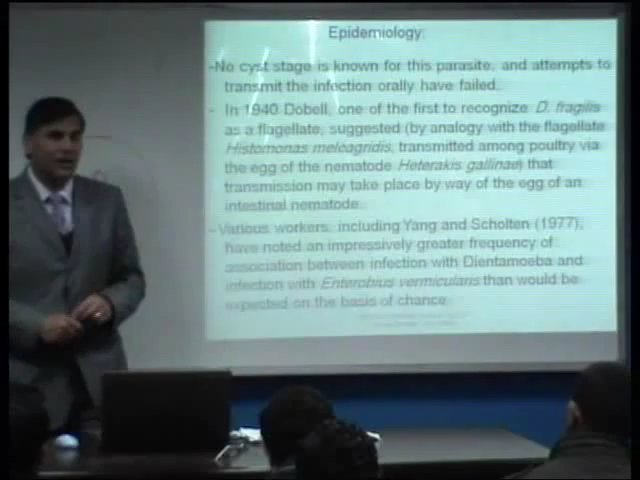 Epidemiology:
-No cyst stage is known for this parasite, and attempts to
transmit the infection orally have failed.
- In 1940 Dobell, one of the first to recognize D. fragilis
as a flagellate, suggested (by analogy with the flagellate
Histomonas meleagridis, transmitted among poultry via
the egg of the nematode Heterakis gallinae) that
transmission may take place by way of the egg of an
intestinal nematode.
-Various workers, including Yang and Scholten (1977),
have noted an impressively greater frequency of
association between infection with Dientamoeba and
infection with Enterobius vermicularis than would be
expected on the basis of chance.